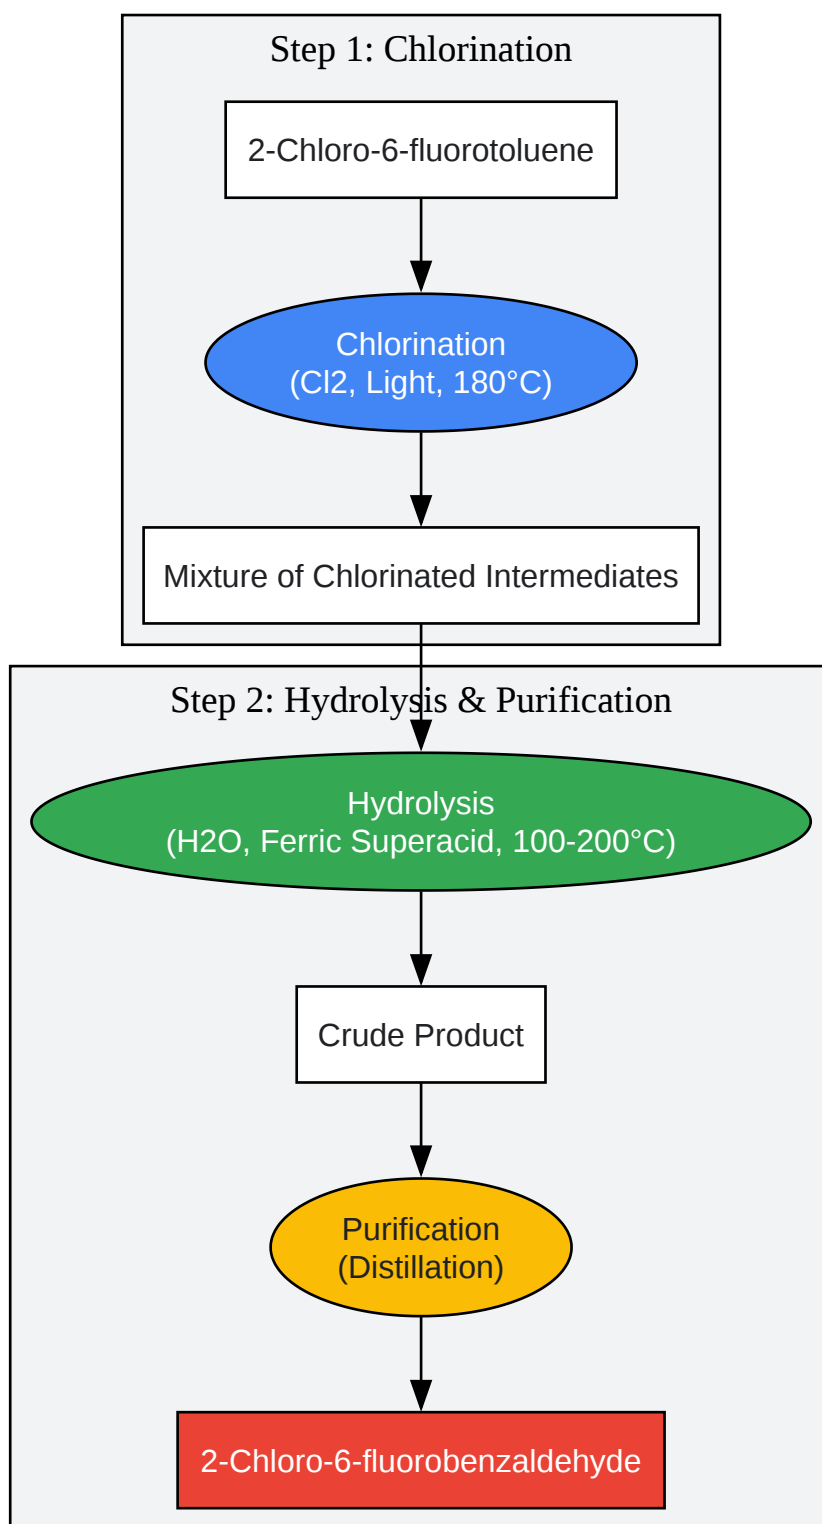 Step 1: Chlorination
2-Chloro-6-fluorotoluene
Chlorination
(Cl2, Light, 180°C)
Mixture of Chlorinated Intermediates
Step 2: Hydrolysis & Purification
Hydrolysis
(H2O, Ferric Superacid, 100-200°C)
Crude Product
Purification
(Distillation)
2-Chloro-6-fluorobenzaldehyde